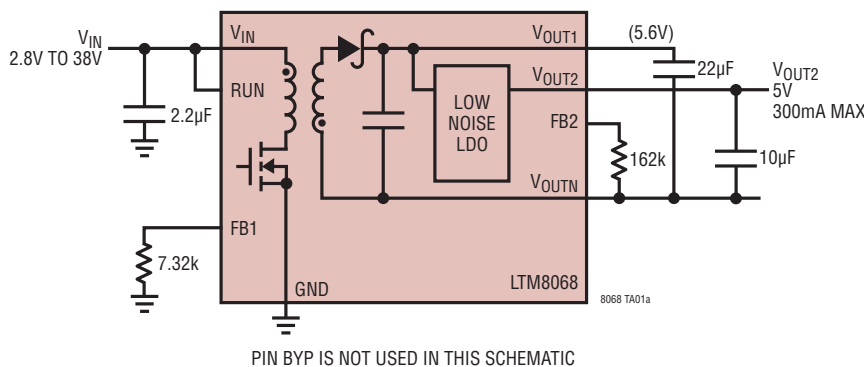 VIN
2.8V TO 38V
2.2µF
VIN
RUN
FB1
7.32k
GND
LOW
NOISE
LDO
VOUT1
VOUT2
FB2
VOUTN
LTM8068
(5.6V)
22µF
VOUT2
5V
300mA MAX
162k
10µF
8068 TA01a
PIN BYP IS NOT USED IN THIS SCHEMATIC